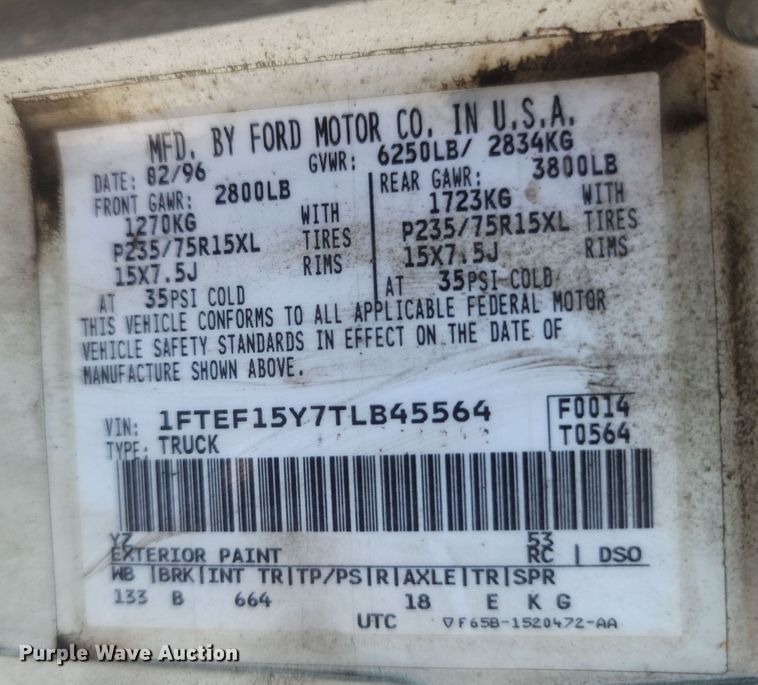 MFD. BY FORD MOTOR CO. IN U.S.A.
DATE: 02/96 GVWR: 6250LB/ 2834KG
FRONT GAWR: 2800LB REAR GAWR: 3800LB
1270KG WITH 1723KG WITH
P235/75R15XL TIRES P235/75R15XL TIRES
15X7.5J RIMS 15X7.5J RIMS
AT 35PSI COLD AT 35PSI COLD
THIS VEHICLE CONFORMS TO ALL APPLICABLE FEDERAL MOTOR
VEHICLE SAFETY STANDARDS IN EFFECT ON THE DATE OF
MANUFACTURE SHOWN ABOVE.
VIN: 1FTEF15Y7TLB45564 F0014
TYPE: TRUCK T0564
YZ 53
EXTERIOR PAINT RC | DSO
WB |BRK|INT TR|TP/PS|R|AXLE|TR|SPR
133 B 664 18 E K G
UTC ▽F65B-1520472-AA
Purple Wave Auction